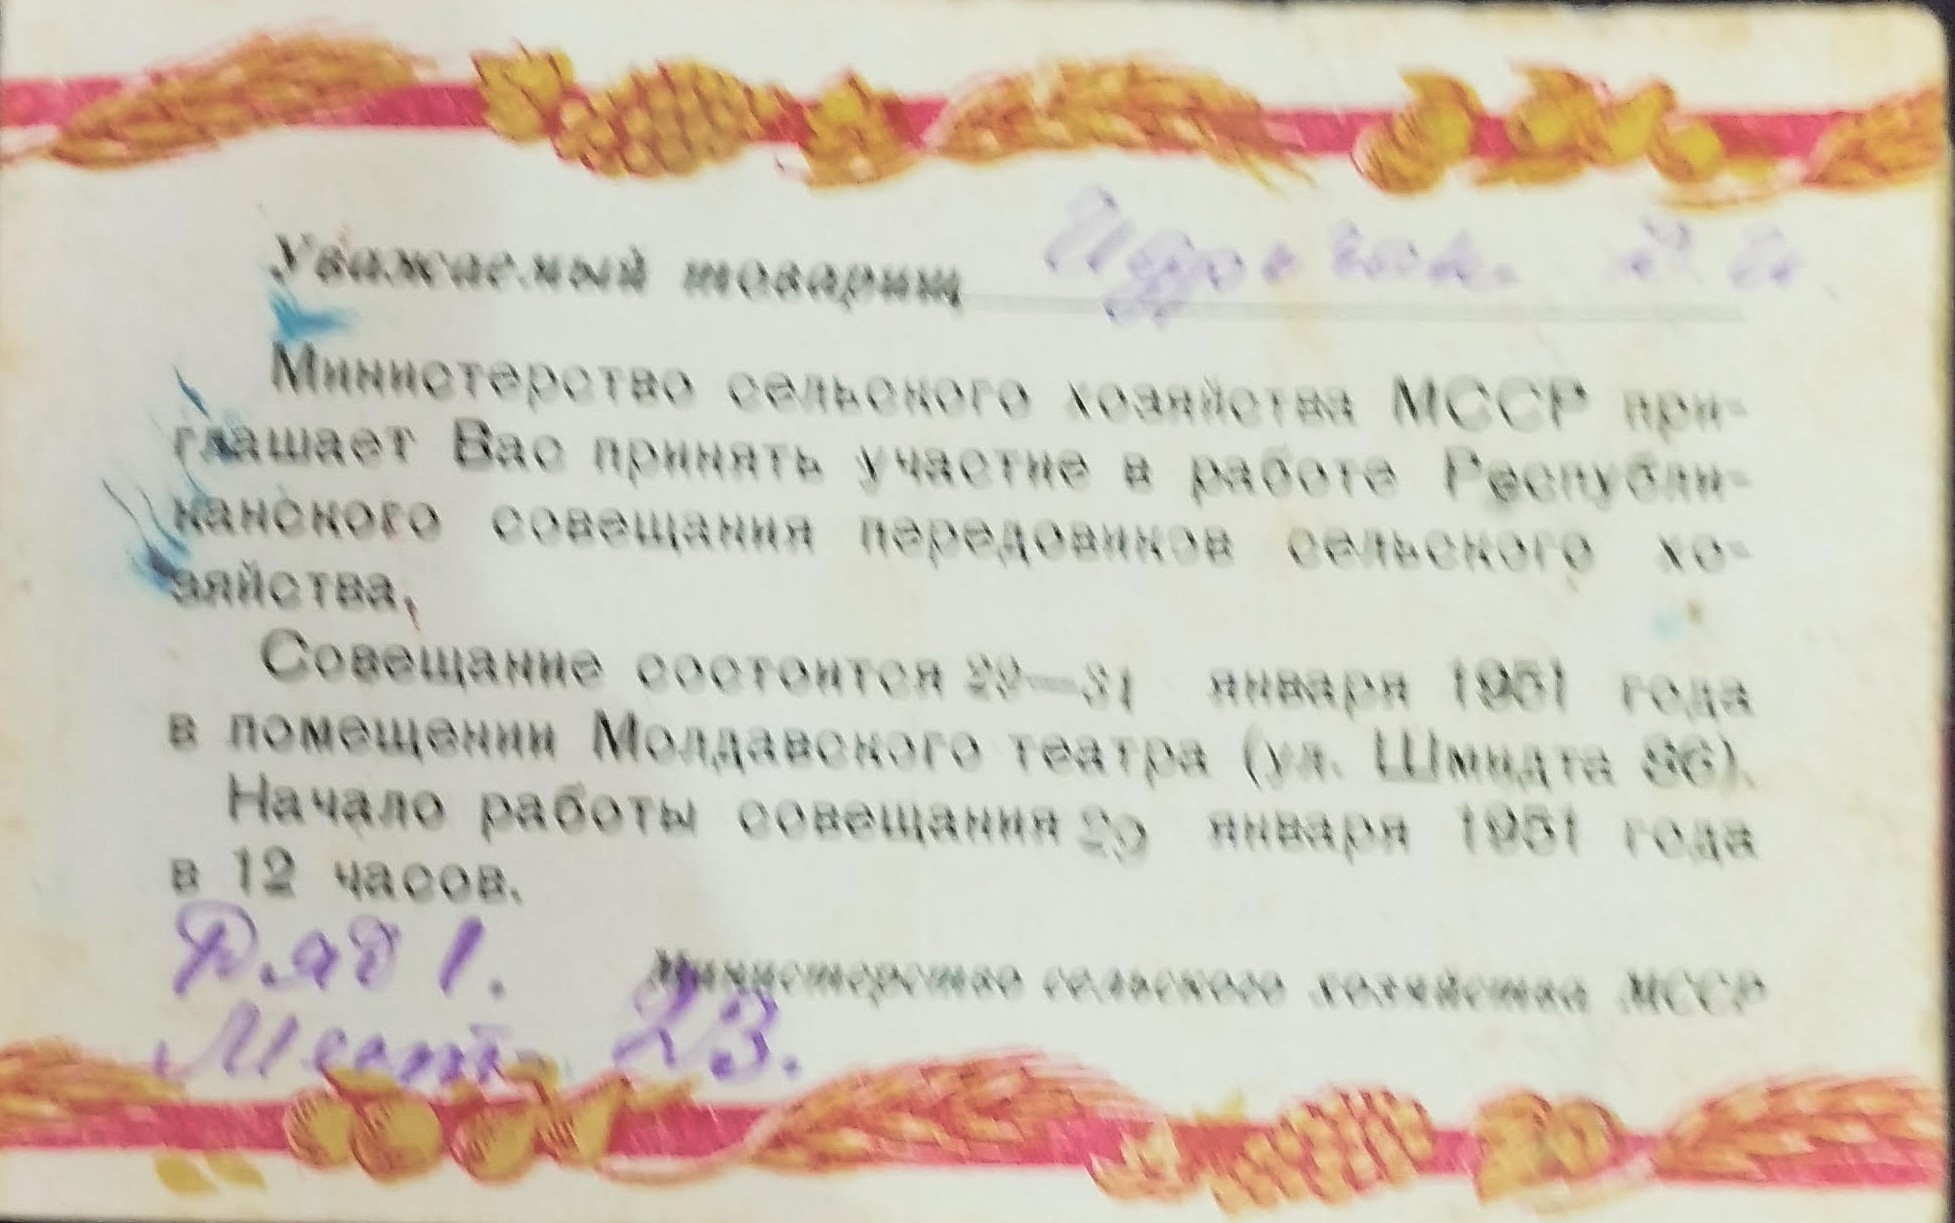 Уважаемый товарищ
Министерство сельского хозяйства МССР при-
глашает Вас принять участие в работе Республи-
канского совещания передовиков сельского хо-
зяйства.
Совещание состоится 29—31 января 1951 года
в помещении Молдавского театра (ул. Шмидта 86).
Начало работы совещания 29 января 1951 года
в 12 часов.
Ряд 1.
Министерство сельского хозяйства МССР
Место 23.